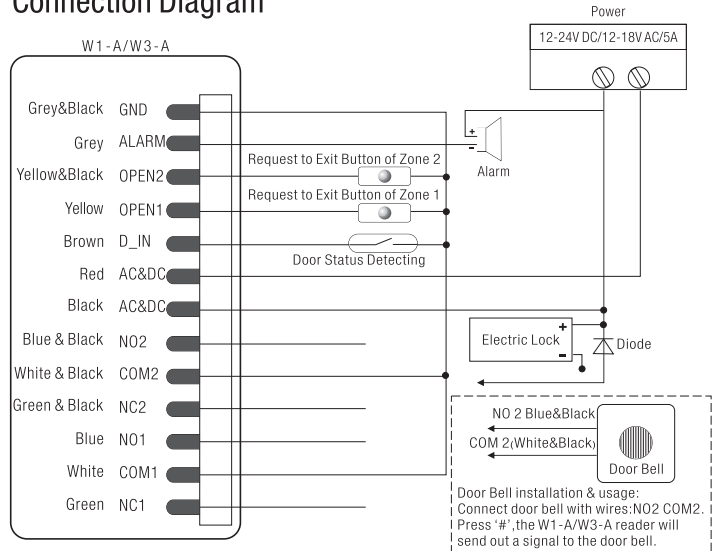 Connection Diagram
Power
12-24V DC/12-18V AC/5A
W1-A/W3-A
Grey&Black GND
Grey ALARM
Yellow&Black OPEN2
Yellow OPEN1
Brown D_IN
Red AC&DC
Black AC&DC
Blue & Black NO2
White & Black COM2
Green & Black NC2
Blue NO1
White COM1
Green NC1
+
-
Alarm
Request to Exit Button of Zone 2
Request to Exit Button of Zone 1
Door Status Detecting
Electric Lock
+
-
Diode
NO 2 Blue&Black
COM 2(White&Black)
Door Bell
Door Bell installation & usage:
Connect door bell with wires:NO2 COM2.
Press ‘#’,the W1-A/W3-A reader will
send out a signal to the door bell.